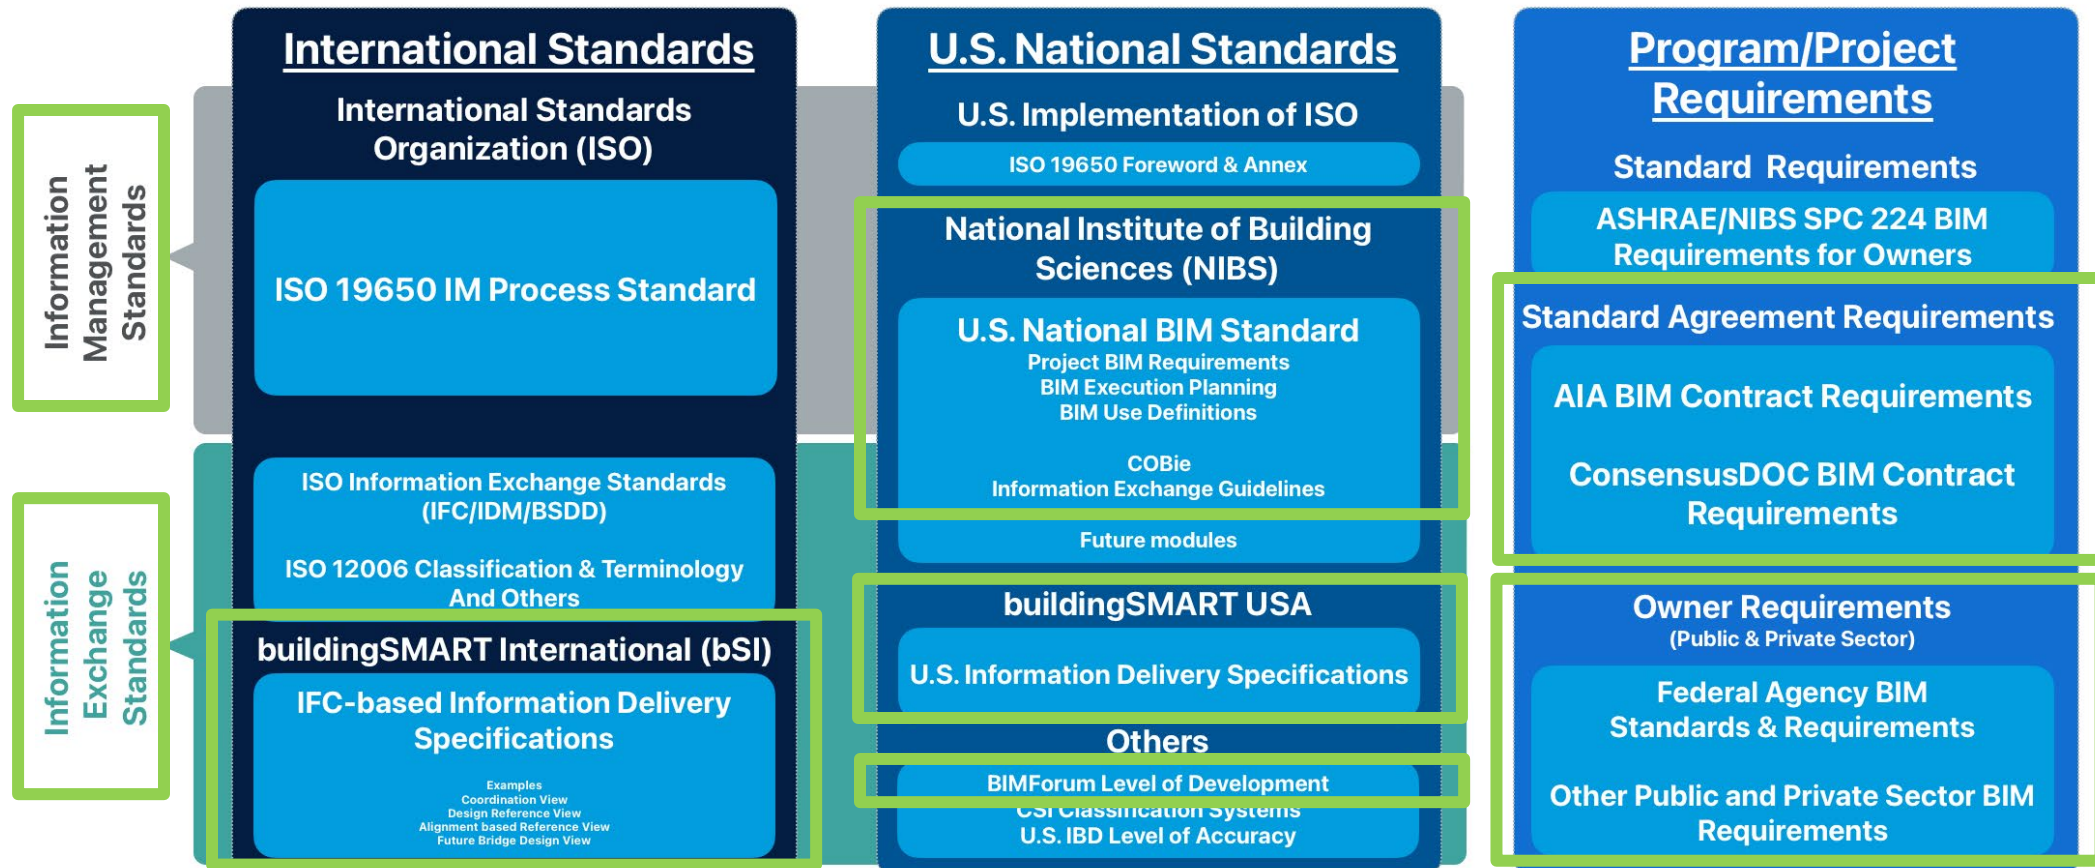 Information
Management
Standards
Information
Exchange
Standards
International Standards
International Standards
Organization (ISO)
ISO 19650 IM Process Standard
ISO Information Exchange Standards
(IFC/IDM/BSDD)
ISO 12006 Classification & Terminology
And Others
buildingSMART International (bSI)
IFC-based Information Delivery
Specifications
Examples
Coordination View
Design Reference View
Alignment based Reference View
Future Bridge Design View
U.S. National Standards
U.S. Implementation of ISO
ISO 19650 Foreword & Annex
National Institute of Building
Sciences (NIBS)
U.S. National BIM Standard
Project BIM Requirements
BIM Execution Planning
BIM Use Definitions
COBie
Information Exchange Guidelines
Future modules
buildingSMART USA
U.S. Information Delivery Specifications
Others
BIMForum Level of Development
CSI Classification Systems
U.S. IBD Level of Accuracy
Program/Project
Requirements
Standard Requirements
ASHRAE/NIBS SPC 224 BIM
Requirements for Owners
Standard Agreement Requirements
AIA BIM Contract Requirements
ConsensusDOC BIM Contract
Requirements
Owner Requirements
(Public & Private Sector)
Federal Agency BIM
Standards & Requirements
Other Public and Private Sector BIM
Requirements